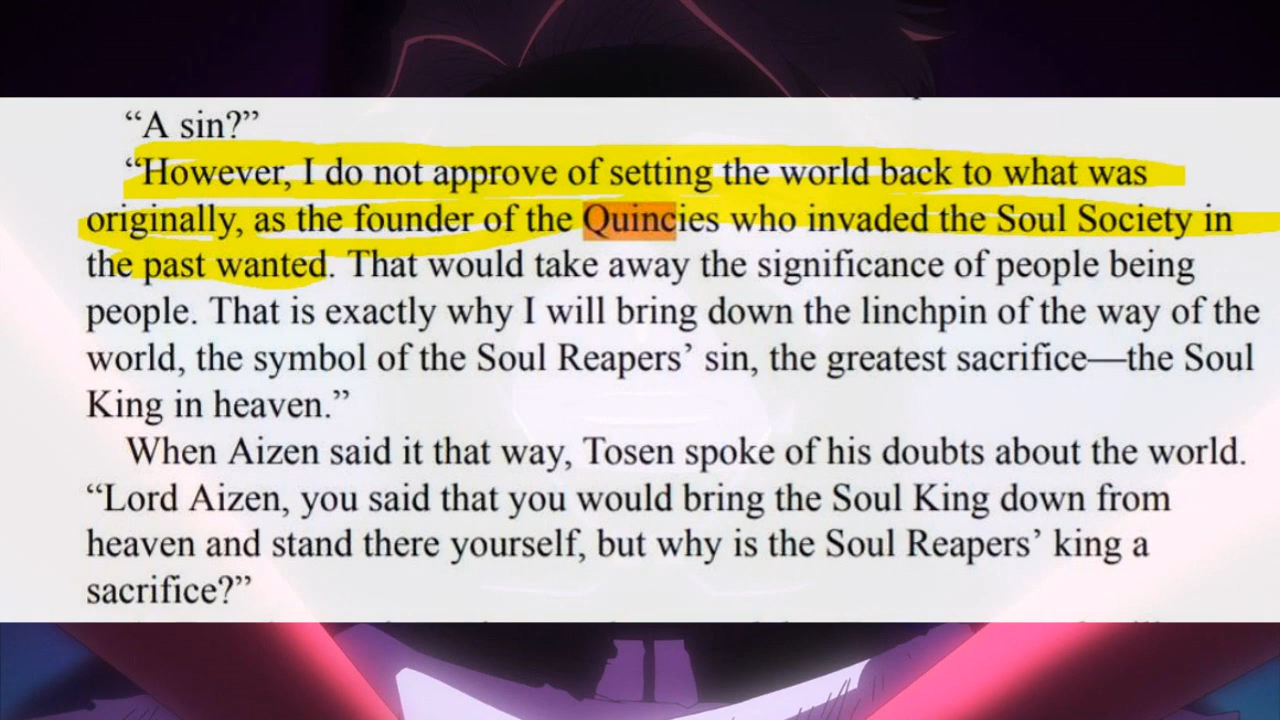 “A sin?”
“However, I do not approve of setting the world back to what was
originally, as the founder of the Quincies who invaded the Soul Society in
the past wanted. That would take away the significance of people being
people. That is exactly why I will bring down the linchpin of the way of the
world, the symbol of the Soul Reapers’ sin, the greatest sacrifice—the Soul
King in heaven.”
When Aizen said it that way, Tosen spoke of his doubts about the world.
“Lord Aizen, you said that you would bring the Soul King down from
heaven and stand there yourself, but why is the Soul Reapers’ king a
sacrifice?”